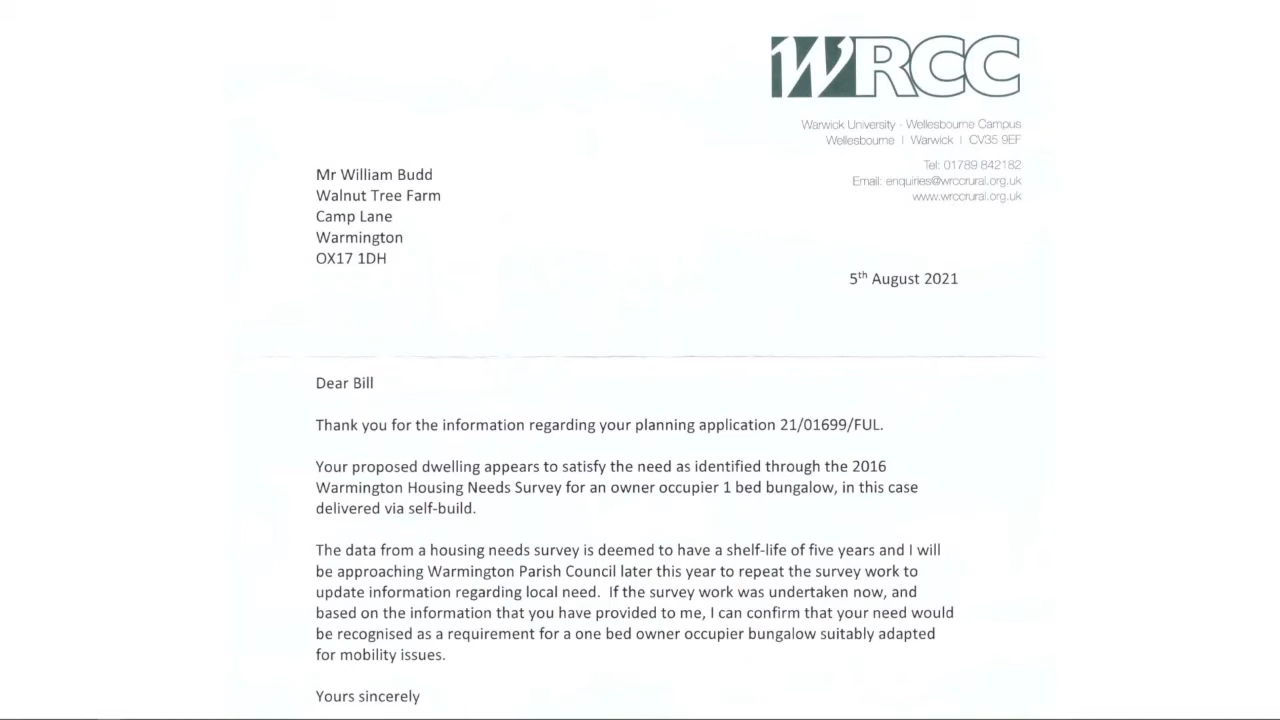 WRCC
Warwick University - Wellesbourne Campus
Wellesbourne | Warwick | CV35 9EF
Tel: 01789 842182
Email: enquiries@wrccrural.org.uk
www.wrccrural.org.uk
Mr William Budd
Walnut Tree Farm
Camp Lane
Warmington
OX17 1DH
5th August 2021
Dear Bill
Thank you for the information regarding your planning application 21/01699/FUL.
Your proposed dwelling appears to satisfy the need as identified through the 2016
Warmington Housing Needs Survey for an owner occupier 1 bed bungalow, in this case
delivered via self-build.
The data from a housing needs survey is deemed to have a shelf-life of five years and I will
be approaching Warmington Parish Council later this year to repeat the survey work to
update information regarding local need.  If the survey work was undertaken now, and
based on the information that you have provided to me, I can confirm that your need would
be recognised as a requirement for a one bed owner occupier bungalow suitably adapted
for mobility issues.
Yours sincerely